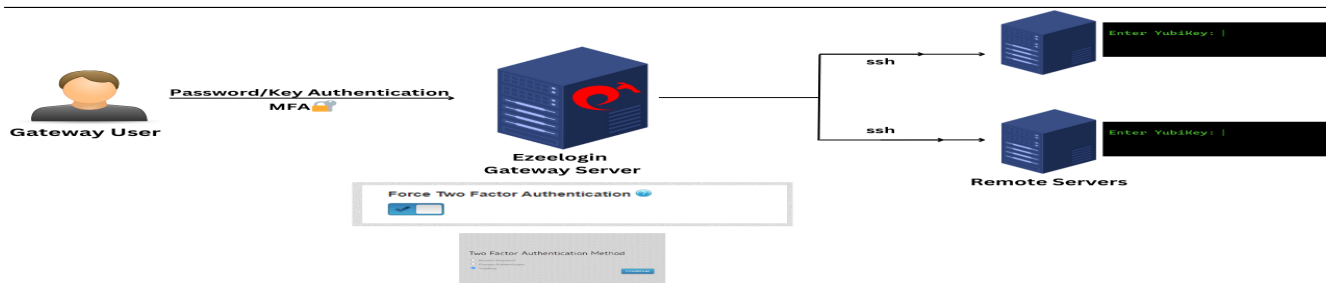 Password/Key Authentication
MFA
Gateway User
Ezeelogin
Gateway Server
ssh
Enter YubiKey: |
ssh
Enter YubiKey: |
Remote Servers
Force Two Factor Authentication
Two Factor Authentication Method